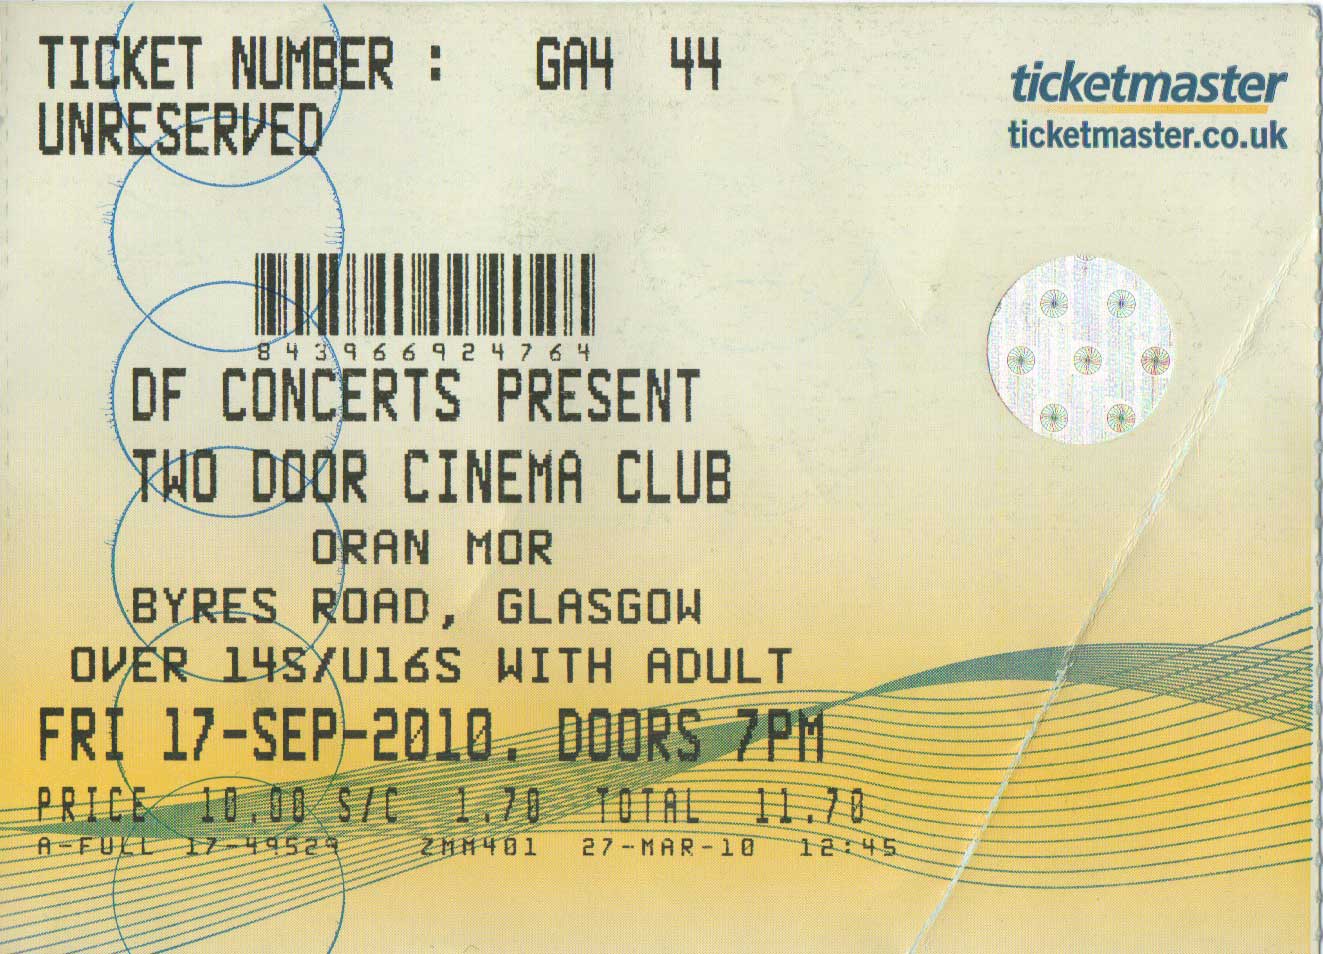 TICKET NUMBER : GA4 44
UNRESERVED
ticketmaster
ticketmaster.co.uk
843966924764
DF CONCERTS PRESENT
TWO DOOR CINEMA CLUB
ORAN MOR
BYRES ROAD, GLASGOW
OVER 14S/U16S WITH ADULT
FRI 17-SEP-2010. DOORS 7PM
PRICE 10.00 S/C 1.70 TOTAL 11.70
A-FULL 17-49529 ZMM401 27-MAR-10 12:45